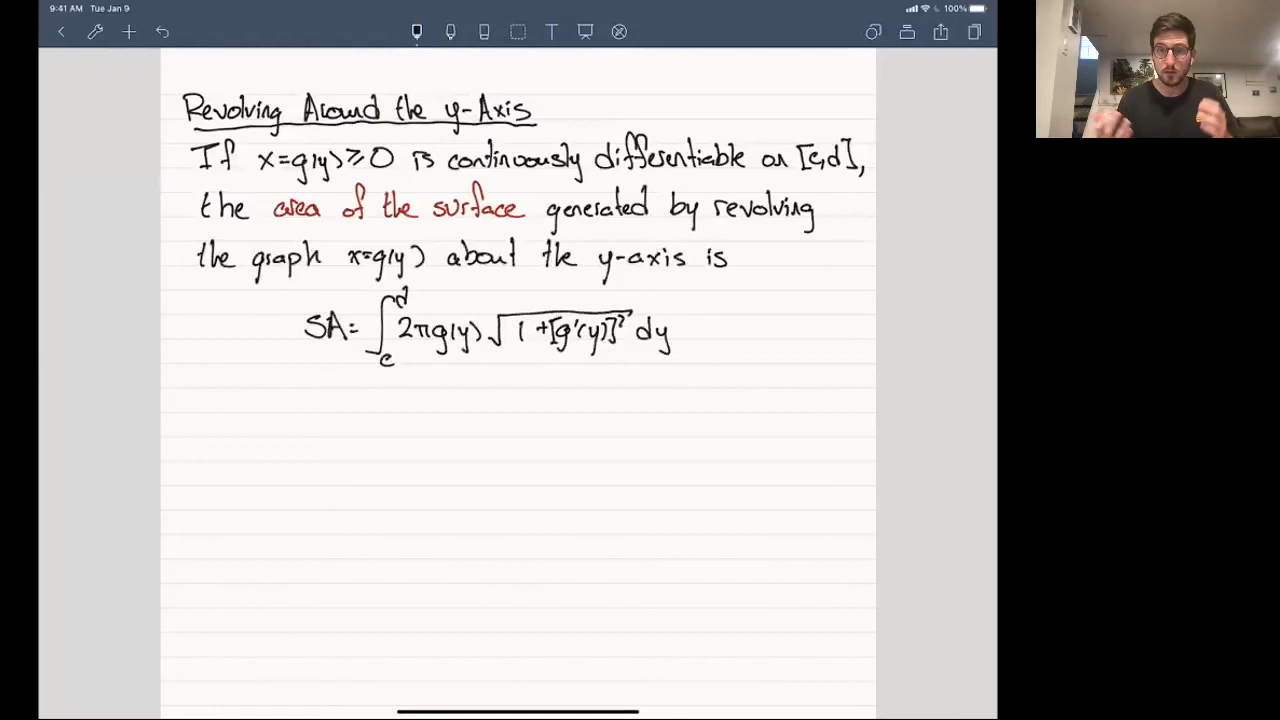 9:41 AM Tue Jan 9
100%
Revolving Around the y-Axis
If x=g(y)≥0 is continuously differentiable on [c,d],
the area of the surface generated by revolving
the graph x=g(y) about the y-axis is
SA= ∫_c^d 2πg(y) √(1+[g'(y)]²) dy